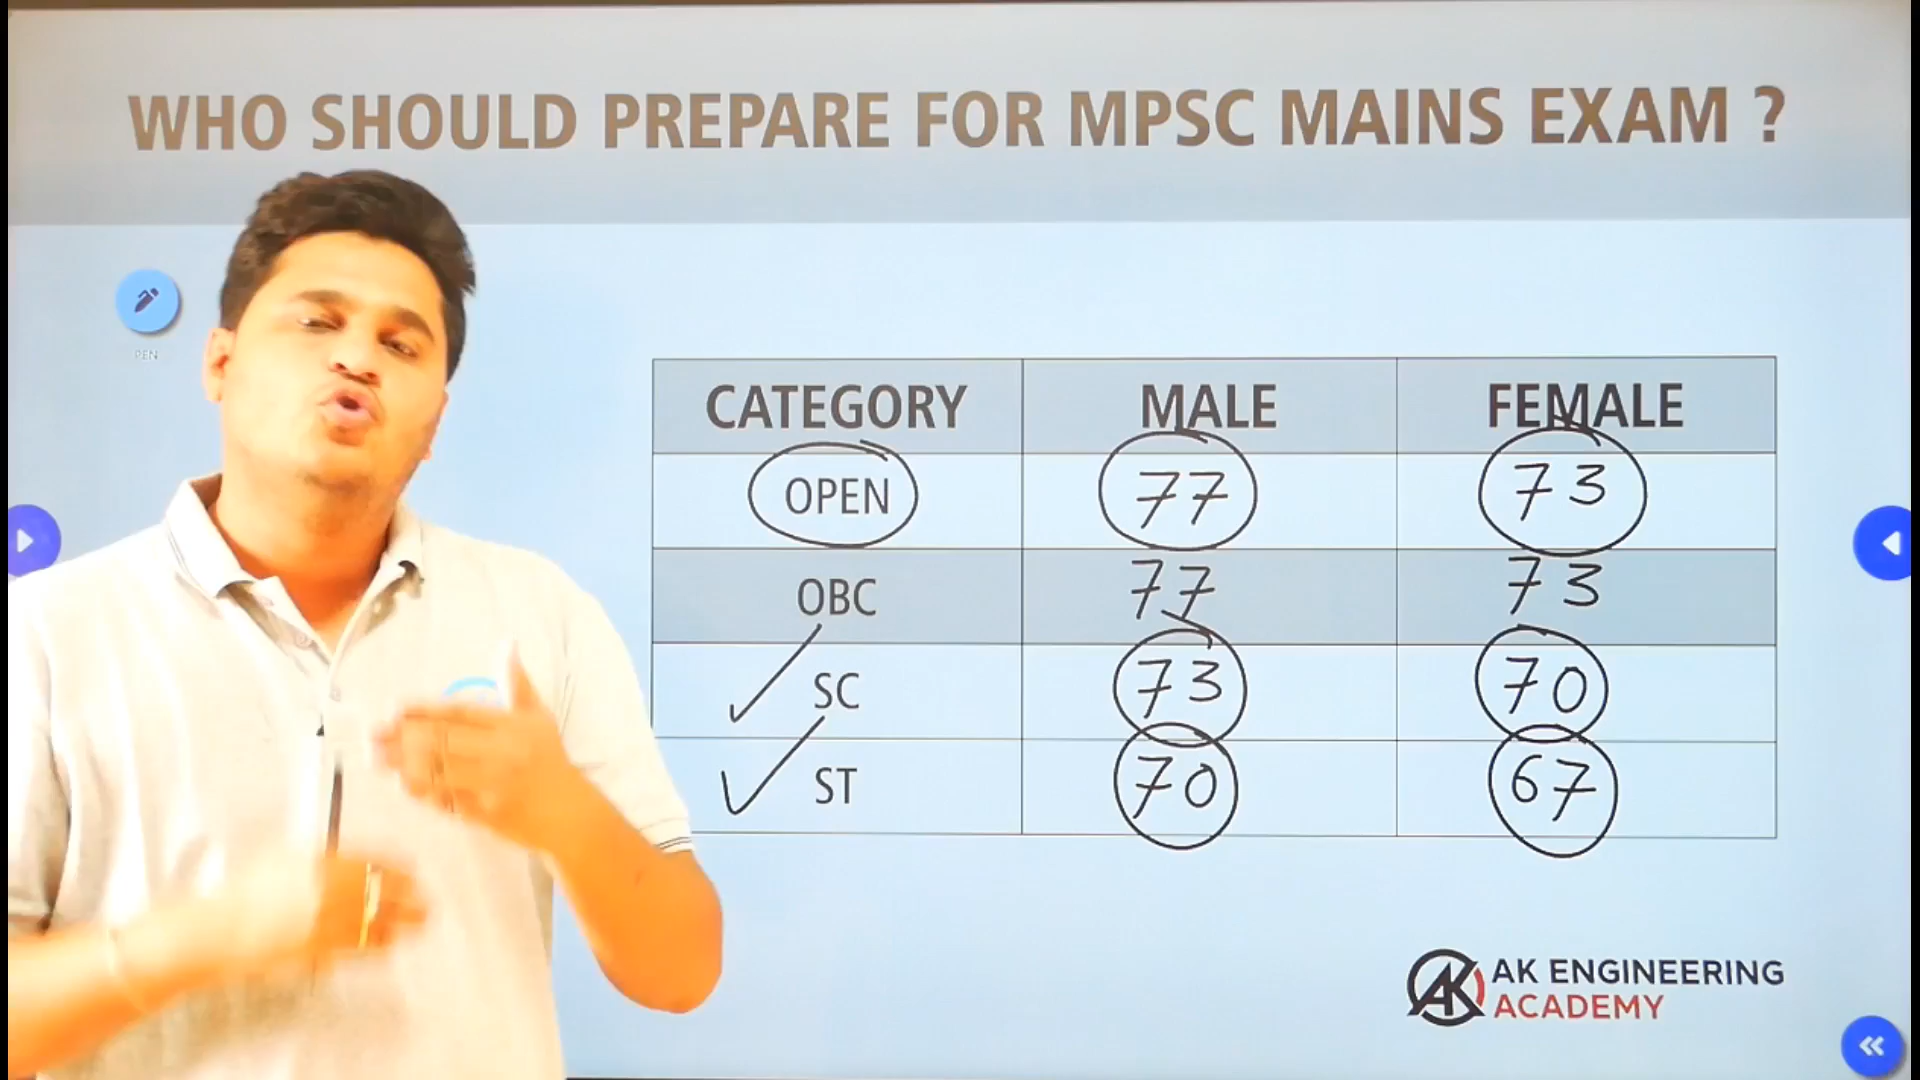 WHO SHOULD PREPARE FOR MPSC MAINS EXAM ?
PEN
CATEGORY MALE FEMALE
OPEN 77 73
OBC 77 73
SC 73 70
ST 70 67
AK ENGINEERING
ACADEMY